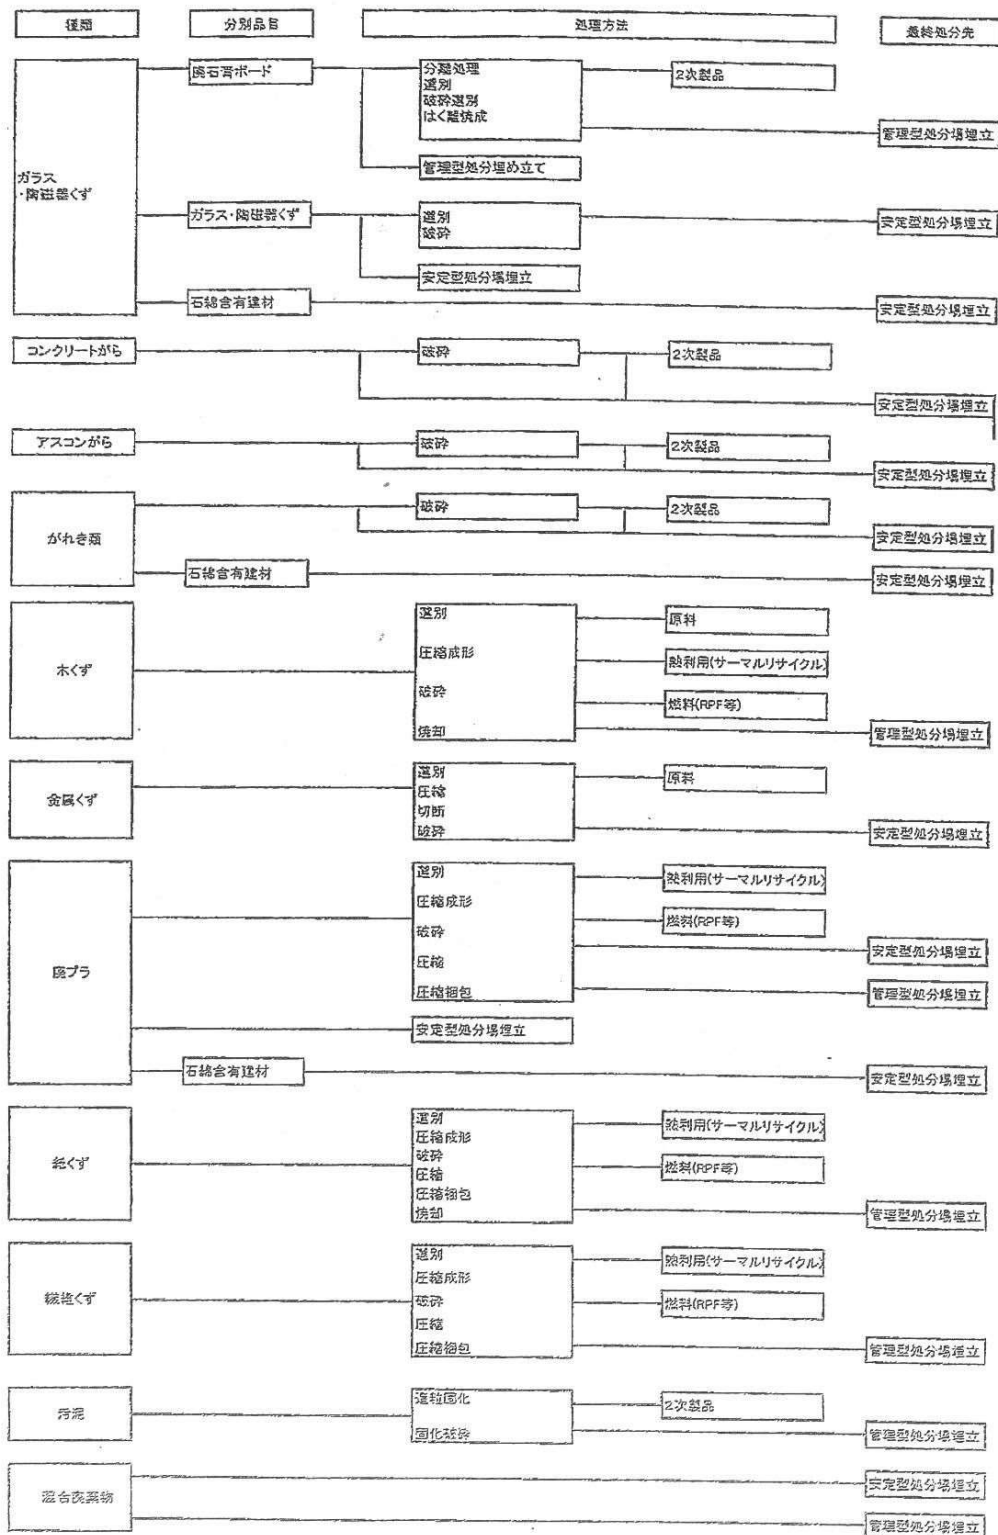 種類
分別品目
処理方法
最終処分先
ガラス
・陶磁器くず
廃石膏ボード
分離処理
選別
破砕選別
はく離焼成
2次製品
管理型処分場埋立
管理型処分埋め立て
ガラス・陶磁器くず
選別
破砕
安定型処分場埋立
安定型処分場埋立
石綿含有建材
安定型処分場埋立
コンクリートがら
破砕
2次製品
安定型処分場埋立
アスコンがら
破砕
2次製品
安定型処分場埋立
がれき類
破砕
2次製品
安定型処分場埋立
石綿含有建材
安定型処分場埋立
木くず
選別
圧縮成形
破砕
焼却
原料
熱利用(サーマルリサイクル)
燃料(RPF等)
管理型処分場埋立
金属くず
選別
圧縮
切断
破砕
原料
安定型処分場埋立
廃プラ
選別
圧縮成形
破砕
圧縮
圧縮梱包
熱利用(サーマルリサイクル)
燃料(RPF等)
安定型処分場埋立
管理型処分場埋立
安定型処分場埋立
石綿含有建材
安定型処分場埋立
紙くず
選別
圧縮成形
破砕
圧縮
圧縮梱包
焼却
熱利用(サーマルリサイクル)
燃料(RPF等)
管理型処分場埋立
繊維くず
選別
圧縮成形
破砕
圧縮
圧縮梱包
熱利用(サーマルリサイクル)
燃料(RPF等)
管理型処分場埋立
汚泥
造粒固化
固化破砕
2次製品
管理型処分場埋立
混合廃棄物
安定型処分場埋立
管理型処分場埋立